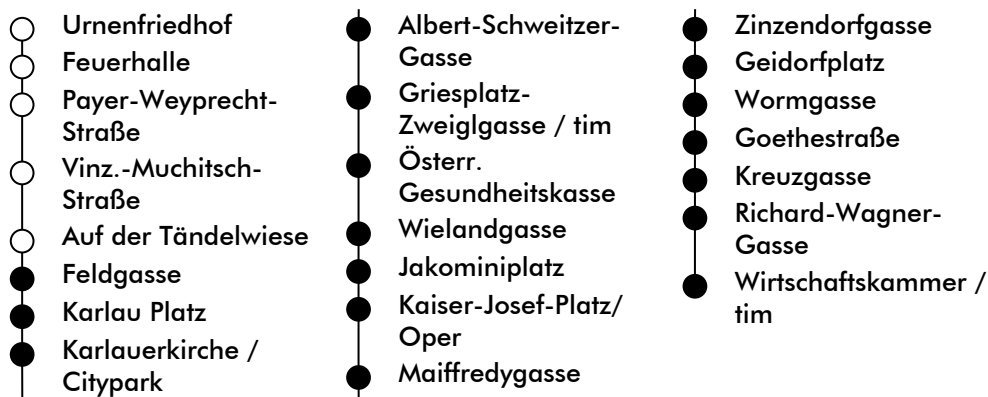 Urnenfriedhof
Feuerhalle
Payer-Weyprecht-
Straße
Vinz.-Muchitsch-
Straße
Auf der Tändelwiese
Feldgasse
Karlau Platz
Karlauerkirche /
Citypark
Albert-Schweitzer-
Gasse
Griesplatz-
Zweiglgasse / tim
Österr.
Gesundheitskasse
Wielandgasse
Jakominiplatz
Kaiser-Josef-Platz/
Oper
Maiffredygasse
Zinzendorfgasse
Geidorfplatz
Wormgasse
Goethestraße
Kreuzgasse
Richard-Wagner-
Gasse
Wirtschaftskammer /
tim